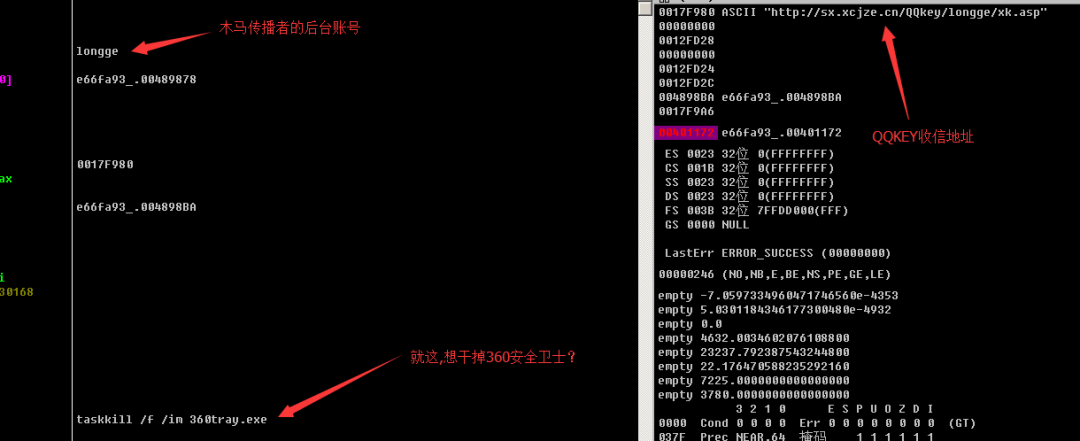 木马传播者的后台账号
longge
0]
e66fa93_.00489878
0017F980
ax
e66fa93_.004898BA
i
30168
就这,想干掉360安全卫士?
taskkill /f /im 360tray.exe
0017F980 ASCII "http://sx.xcjze.cn/QQkey/longge/xk.asp"
00000000
0012FD28
00000000
0012FD24
0012FD2C
004898BA e66fa93_.004898BA
0017F9A6
00401172 e66fa93_.00401172
QQKEY收信地址
ES 0023 32位 0(FFFFFFFF)
CS 001B 32位 0(FFFFFFFF)
SS 0023 32位 0(FFFFFFFF)
DS 0023 32位 0(FFFFFFFF)
FS 003B 32位 7FFDD000(FFF)
GS 0000 NULL
LastErr ERROR_SUCCESS (00000000)
00000246 (NO,NB,E,BE,NS,PE,GE,LE)
empty -7.0597334960471746560e-4353
empty 5.0301184346177300480e-4932
empty 0.0
empty 4632.0034602076108800
empty 23237.792387543244800
empty 22.176470588235292160
empty 7225.0000000000000000
empty 3780.0000000000000000
3 2 1 0 E S P U O Z D I
0000 Cond 0 0 0 0 Err 0 0 0 0 0 0 0 0 (GT)
037F Prec NEAR,64 掩码 1 1 1 1 1 1